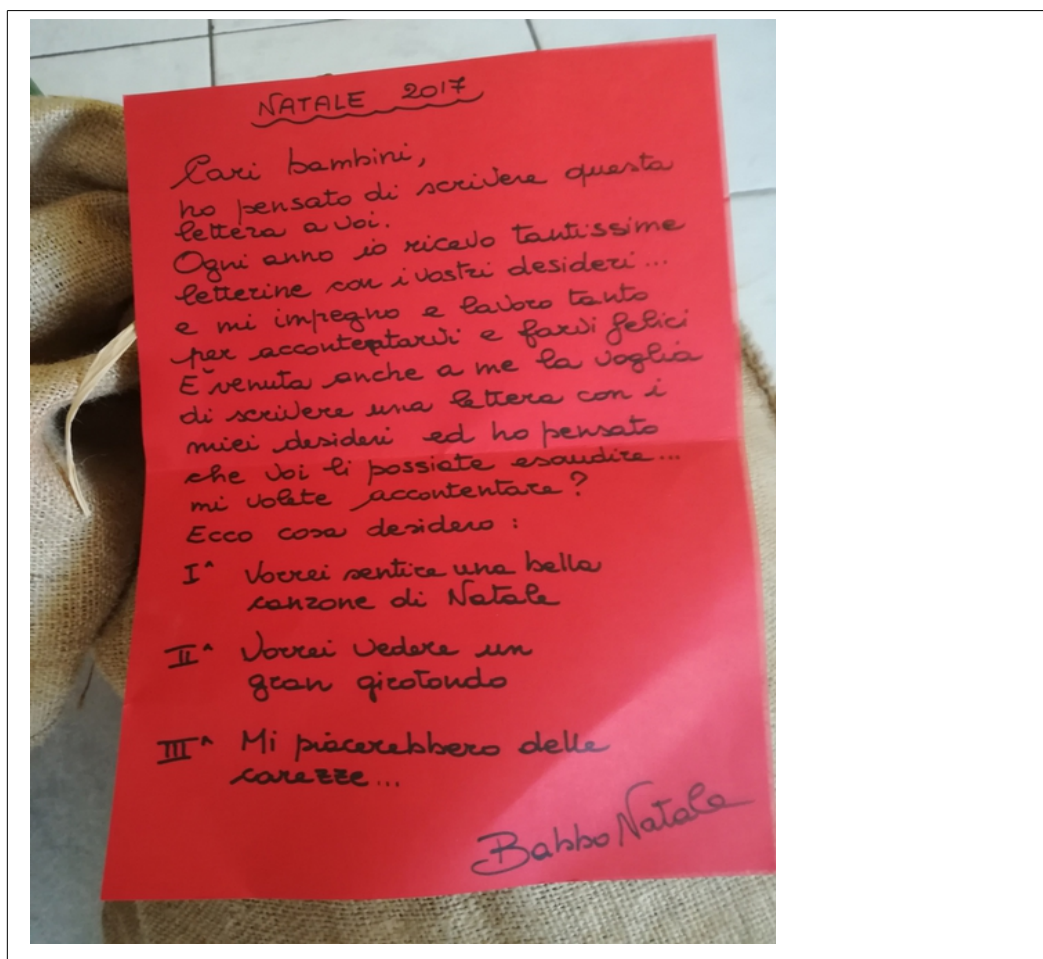 NATALE 2017
Cari bambini,
ho pensato di scrivere questa
lettera a voi.
Ogni anno io ricevo tantissime
letterine con i vostri desideri...
e mi impegno e lavoro tanto
per accontentarvi e farvi felici
È venuta anche a me la voglia
di scrivere una lettera con i
miei desideri ed ho pensato
che voi li possiate esaudire...
mi volete accontentare?
Ecco cosa desidero:
I^ Vorrei sentire una bella
canzone di Natale
II^ Vorrei vedere un
gran girotondo
III^ Mi piacerebbero delle
carezze...
Babbo Natale